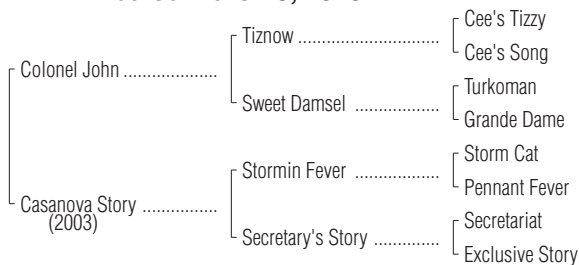 Cee's Tizzy
Tiznow ..................................
Cee's Song
Colonel John ......................
Turkoman
Sweet Damsel ....................
Grande Dame
Storm Cat
Stormin Fever ....................
Pennant Fever
Casanova Story ..................
(2003)
Secretariat
Secretary's Story ...............
Exclusive Story